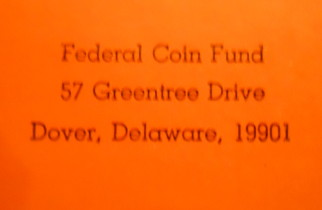 Federal Coin Fund
57 Greentree Drive
Dover, Delaware, 19901